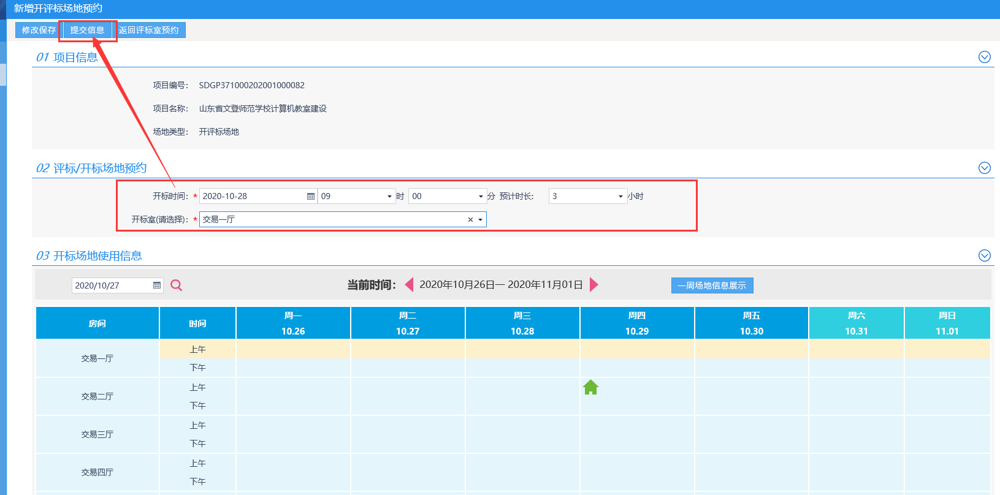 新增开评标场地预约
修改保存 提交信息 返回评标室预约
01 项目信息
项目编号： SDGP371000202001000082
项目名称： 山东省文登师范学校计算机教室建设
场地类型： 开评标场地
02 评标/开标场地预约
开标时间：* 2020-10-28 09 时 00 分 预计时长: 3 小时
开标室(请选择)：* 交易一厅
03 开标场地使用信息
2020/10/27 当前时间： 2020年10月26日一 2020年11月01日 一周场地信息展示
房间 时间 周一 周二 周三 周四 周五 周六 周日
10.26 10.27 10.28 10.29 10.30 10.31 11.01
交易一厅 上午
下午
交易二厅 上午
下午
交易三厅 上午
下午
交易四厅 上午
下午